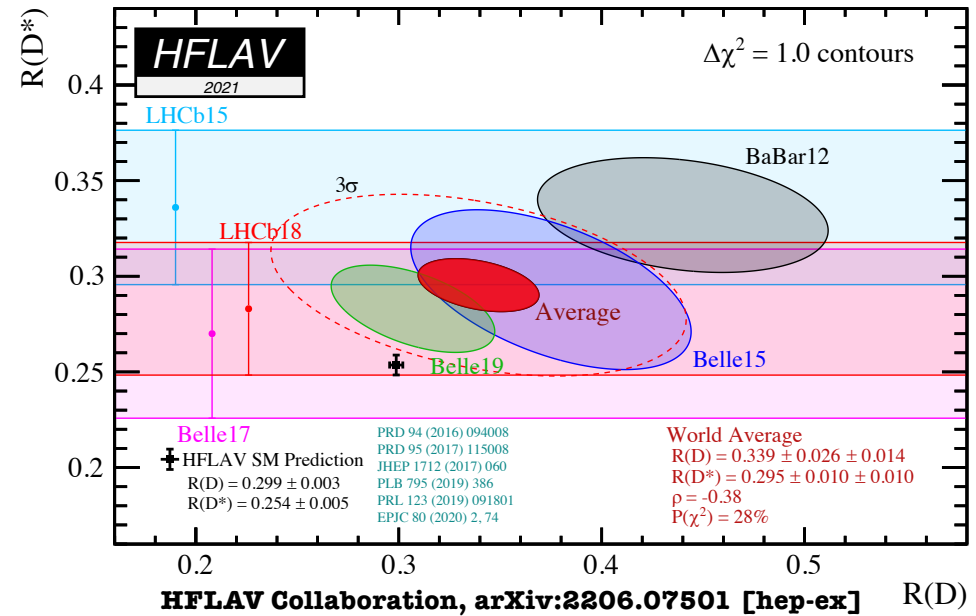 HFLAV
2021
Δχ² = 1.0 contours
R(D*)
0.4
0.35
0.3
0.25
0.2
LHCb15
BaBar12
3σ
LHCb18
Average
Belle19
Belle15
Belle17
HFLAV SM Prediction
R(D) = 0.299 ± 0.003
R(D*) = 0.254 ± 0.005
PRD 94 (2016) 094008
PRD 95 (2017) 115008
JHEP 1712 (2017) 060
PLB 795 (2019) 386
PRL 123 (2019) 091801
EPJC 80 (2020) 2, 74
World Average
R(D) = 0.339 ± 0.026 ± 0.014
R(D*) = 0.295 ± 0.010 ± 0.010
ρ = -0.38
P(χ²) = 28%
0.2 0.3 0.4 0.5
HFLAV Collaboration, arXiv:2206.07501 [hep-ex]
R(D)